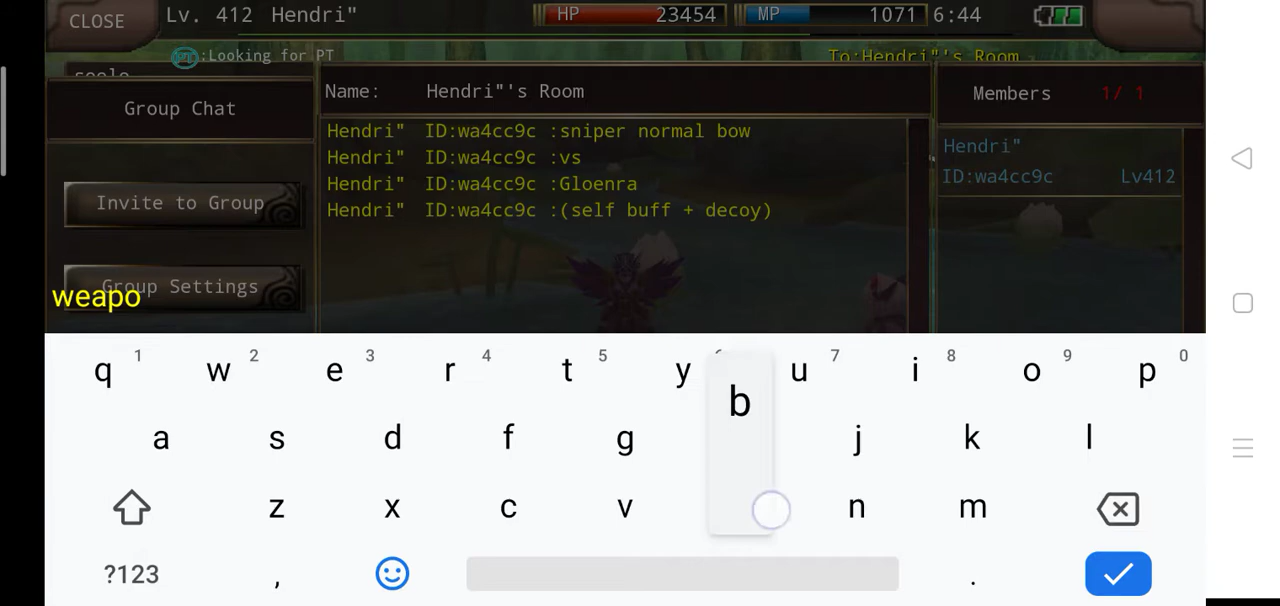 CLOSE
Lv. 412 Hendri"
HP 23454
MP 1071
6:44
:Looking for PT
To:Hendri"'s Room
seelo
Group Chat
Name: Hendri"'s Room
Members 1/ 1
Hendri" ID:wa4cc9c :sniper normal bow
Hendri" ID:wa4cc9c :vs
Hendri" ID:wa4cc9c :Gloenra
Hendri" ID:wa4cc9c :(self buff + decoy)
Hendri"
ID:wa4cc9c Lv412
Invite to Group
Group Settings
weapo
q 1 w 2 e 3 r 4 t 5 y u 7 i 8 o 9 p 0
a s d f g j k l
z x c v b n m
?123 , .